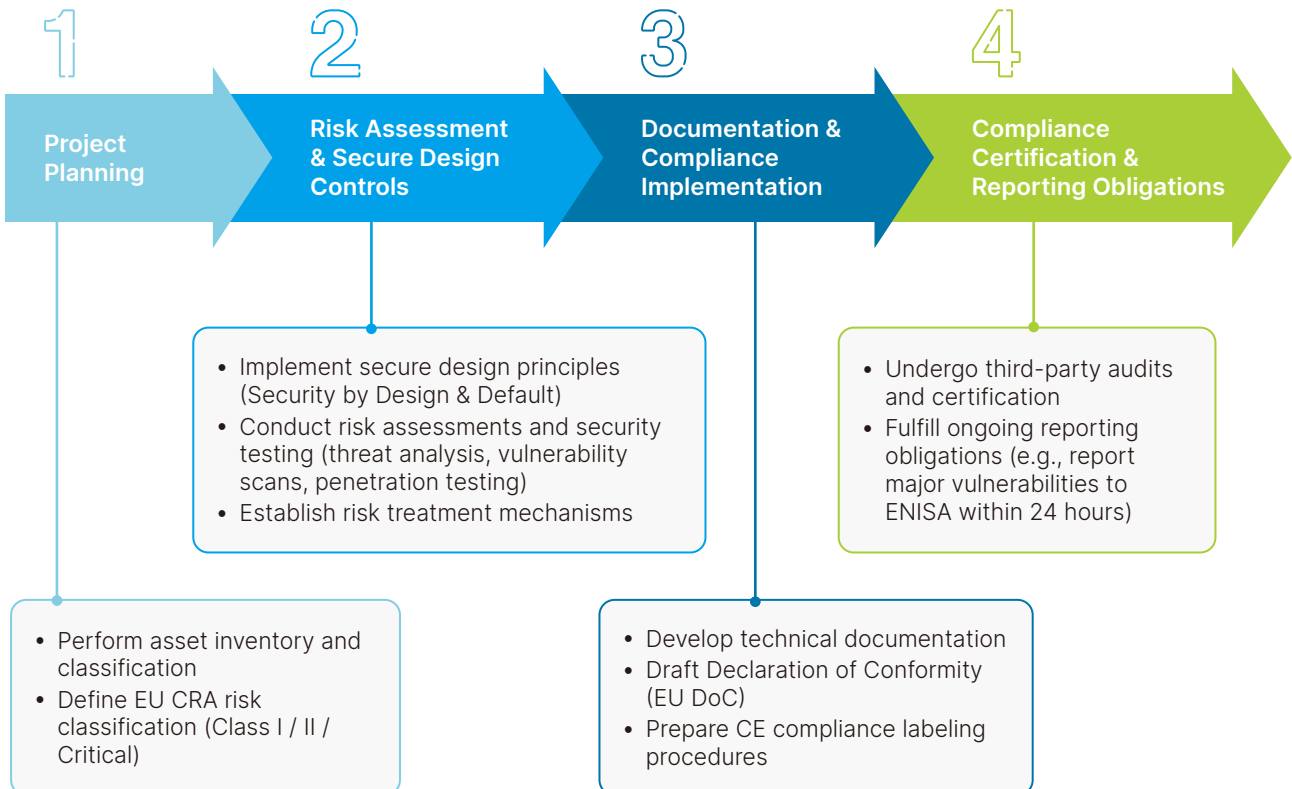 1
Project
Planning
2
Risk Assessment
& Secure Design
Controls
3
Documentation &
Compliance
Implementation
4
Compliance
Certification &
Reporting Obligations
• Implement secure design principles
(Security by Design & Default)
• Conduct risk assessments and security
testing (threat analysis, vulnerability
scans, penetration testing)
• Establish risk treatment mechanisms
• Undergo third-party audits
and certification
• Fulfill ongoing reporting
obligations (e.g., report
major vulnerabilities to
ENISA within 24 hours)
• Perform asset inventory and
classification
• Define EU CRA risk
classification (Class I / II /
Critical)
• Develop technical documentation
• Draft Declaration of Conformity
(EU DoC)
• Prepare CE compliance labeling
procedures